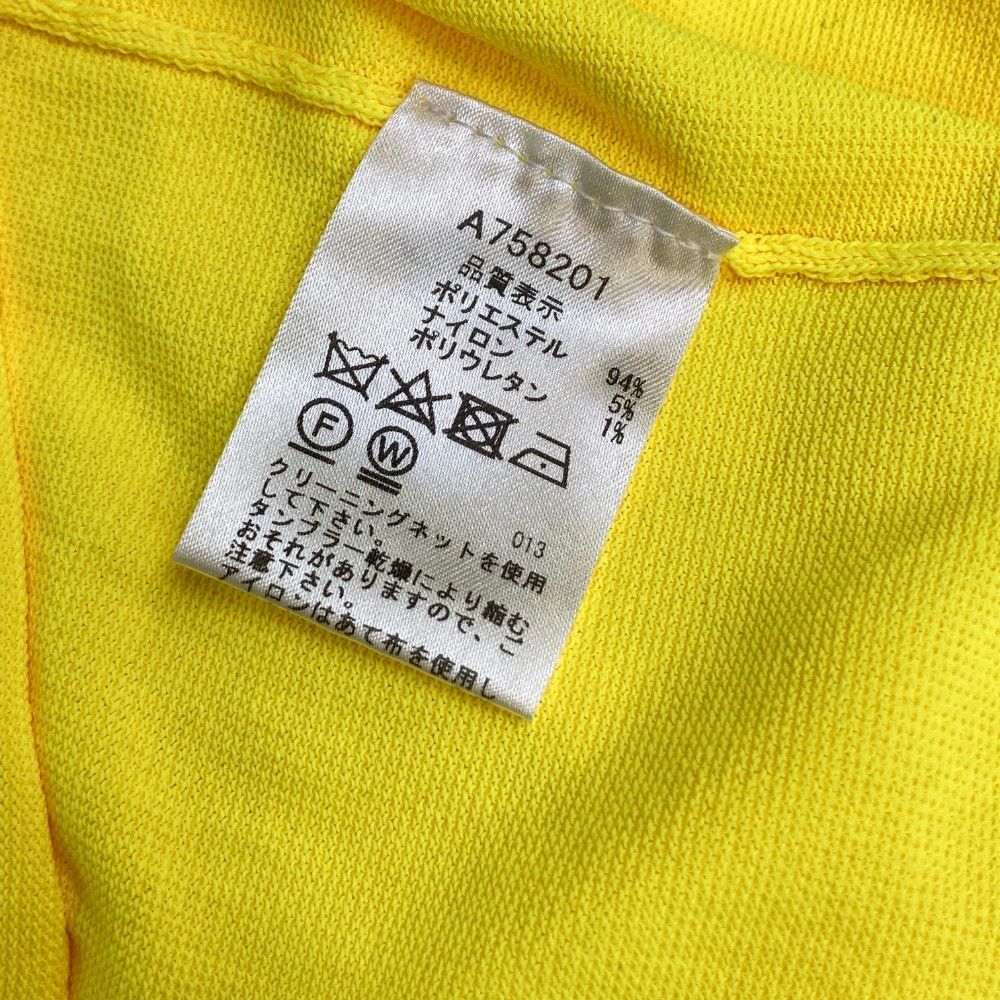 A758201
品質表示
ポリエステル 94%
ナイロン 5%
ポリウレタン 1%
F
W
013
クリーニングネットを使用
して下さい。
タンブラー乾燥により縮む
おそれがありますので、ご
注意下さい。
アイロンはあて布を使用し